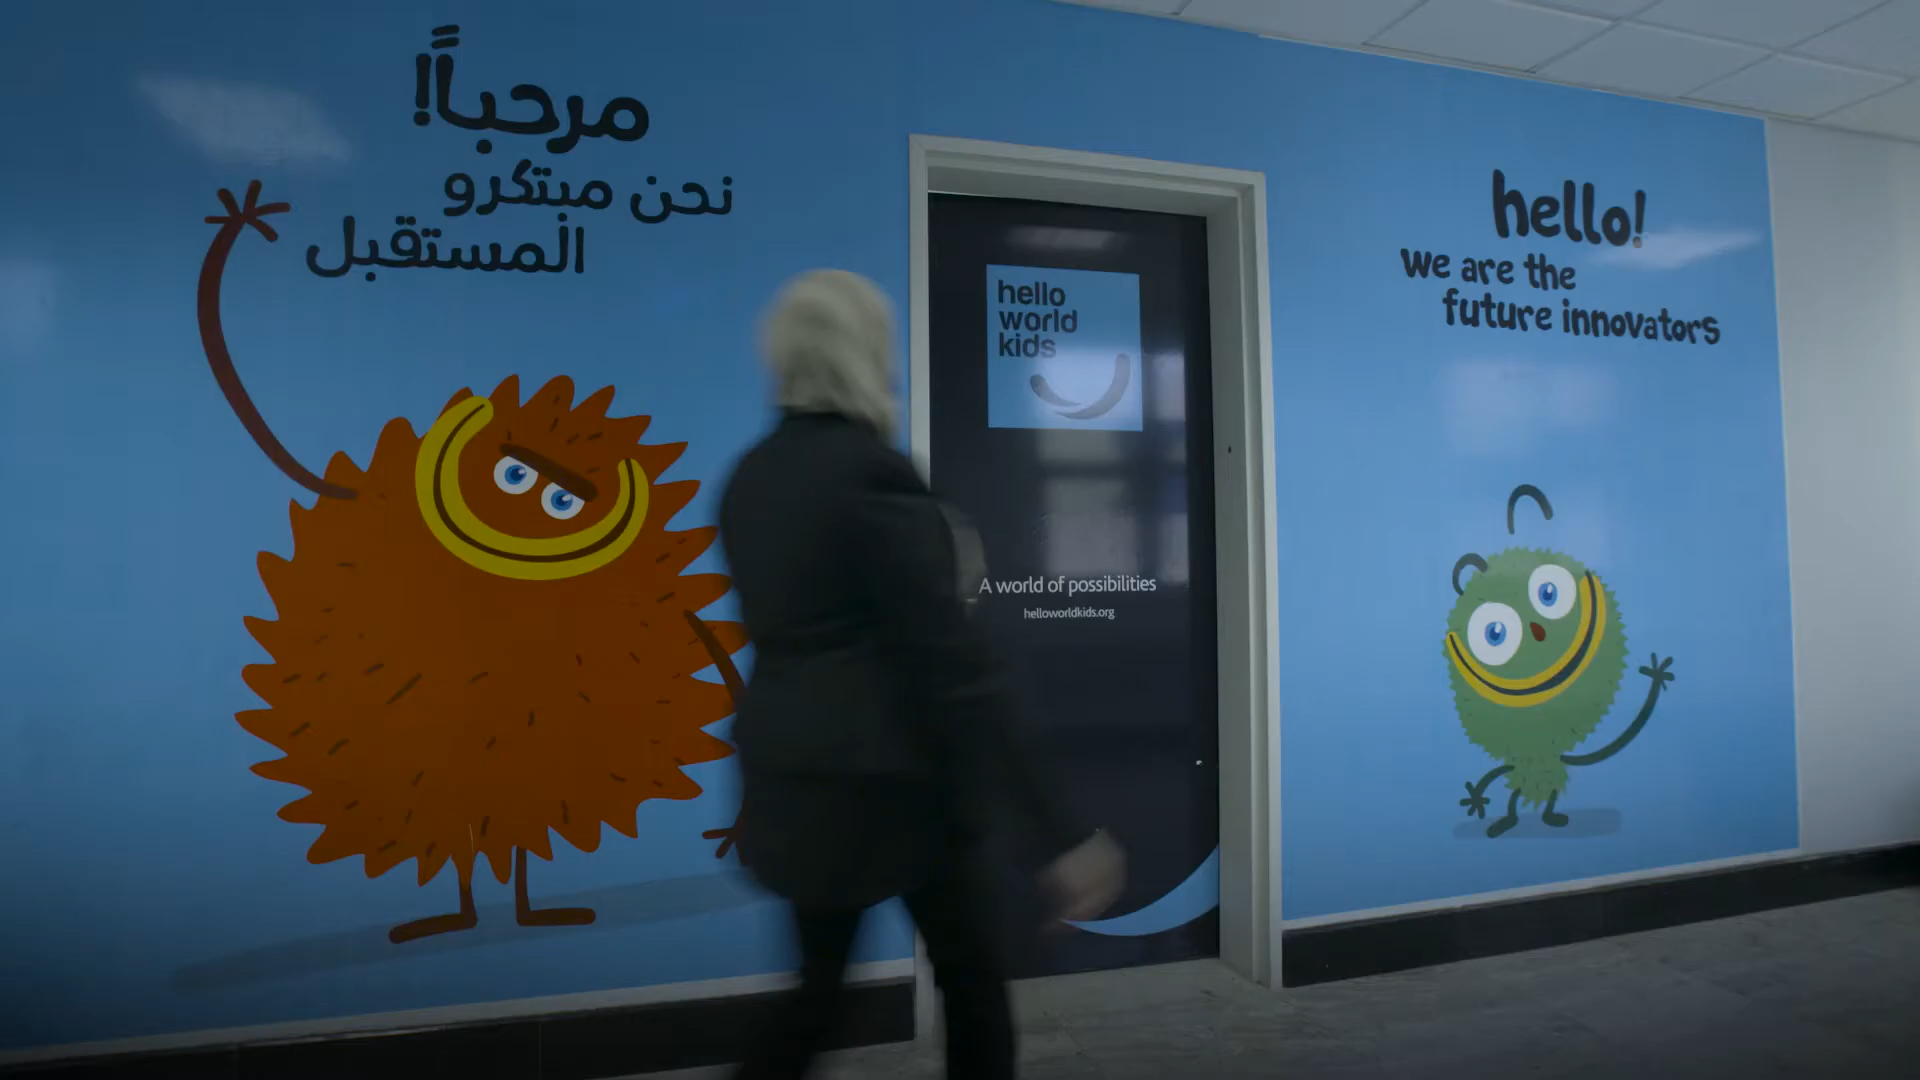 مرحباً!
نحن مبتكرو
المستقبل
hello
world
kids
A world of possibilities
helloworldkids.org
hello!
we are the
future innovators